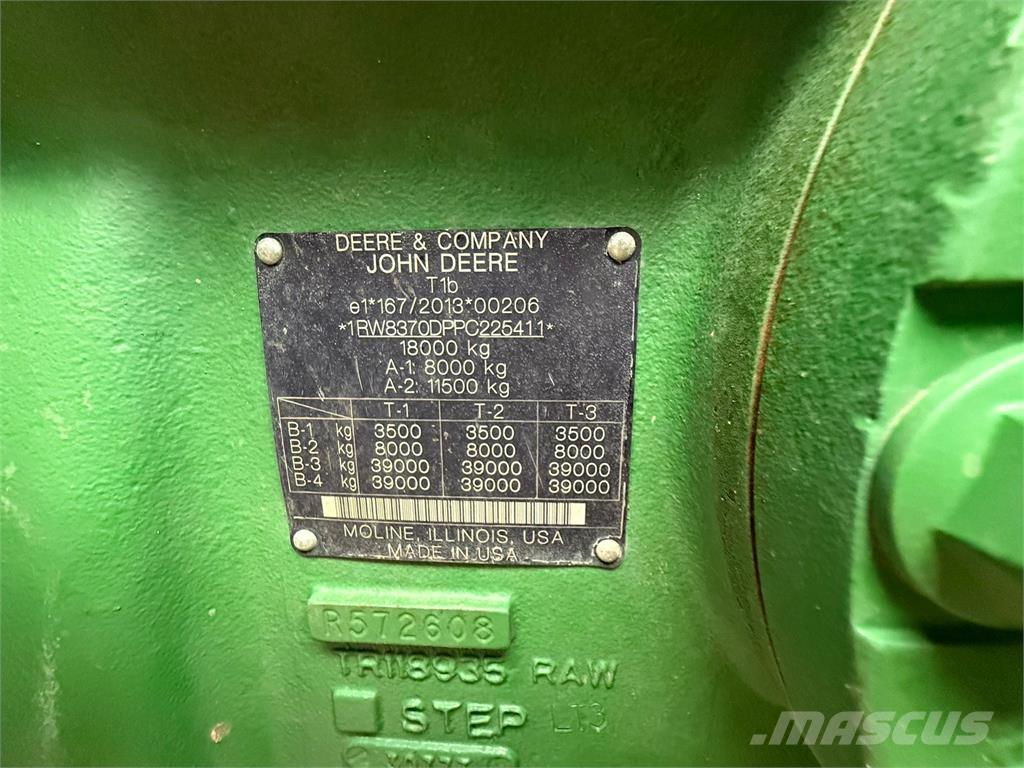 DEERE & COMPANY
JOHN DEERE
T1b
e1*167/2013*00206
*1RW8370DPPC225411*
18000 kg
A-1: 8000 kg
A-2: 11500 kg
T-1 T-2 T-3
B-1 kg 3500 3500 3500
B-2 kg 8000 8000 8000
B-3 kg 39000 39000 39000
B-4 kg 39000 39000 39000
MOLINE, ILLINOIS, USA
MADE IN USA
R572608
TR118935 RAW
STEP LT3
MASCUS